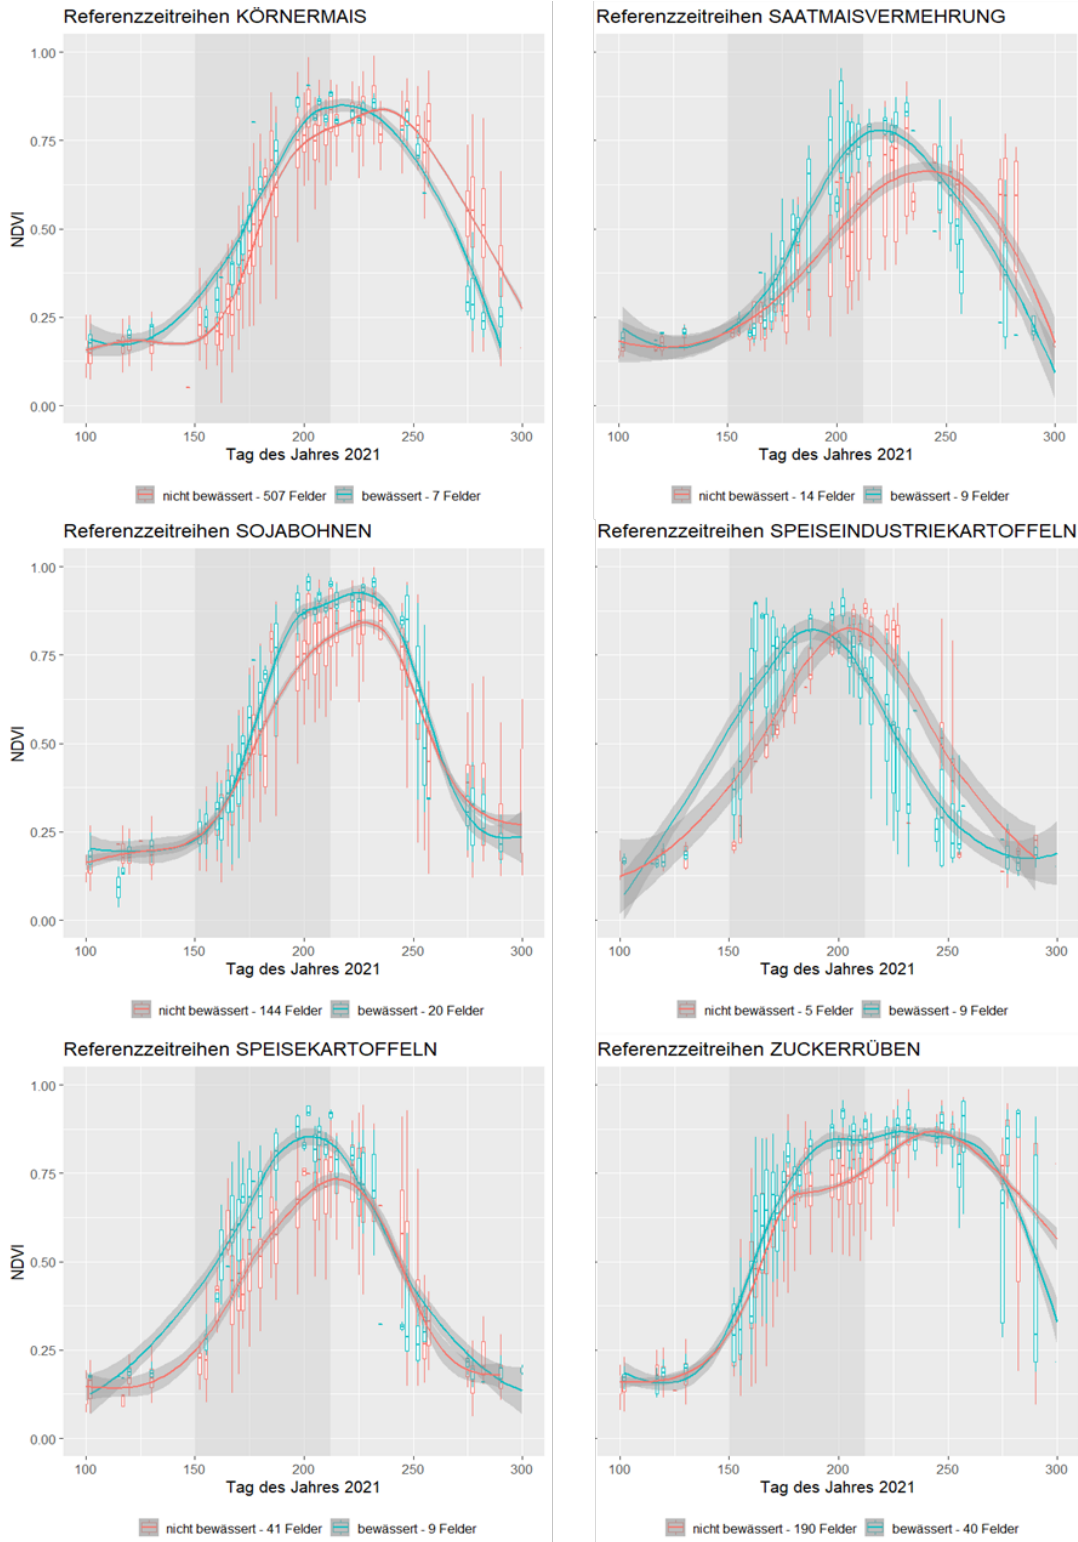 Referenzzeitreihen KÖRNERMAIS
1.00
0.75
0.50
0.25
0.00
NDVI
100 150 200 250 300
Tag des Jahres 2021
nicht bewässert - 507 Felder bewässert - 7 Felder
Referenzzeitreihen SAATMAISVERMEHRUNG
100 150 200 250 300
Tag des Jahres 2021
nicht bewässert - 14 Felder bewässert - 9 Felder
Referenzzeitreihen SOJABOHNEN
1.00
0.75
0.50
0.25
0.00
NDVI
100 150 200 250 300
Tag des Jahres 2021
nicht bewässert - 144 Felder bewässert - 20 Felder
Referenzzeitreihen SPEISEINDUSTRIEKARTOFFELN
100 150 200 250 300
Tag des Jahres 2021
nicht bewässert - 5 Felder bewässert - 9 Felder
Referenzzeitreihen SPEISEKARTOFFELN
1.00
0.75
0.50
0.25
0.00
NDVI
100 150 200 250 300
Tag des Jahres 2021
nicht bewässert - 41 Felder bewässert - 9 Felder
Referenzzeitreihen ZUCKERRÜBEN
100 150 200 250 300
Tag des Jahres 2021
nicht bewässert - 190 Felder bewässert - 40 Felder